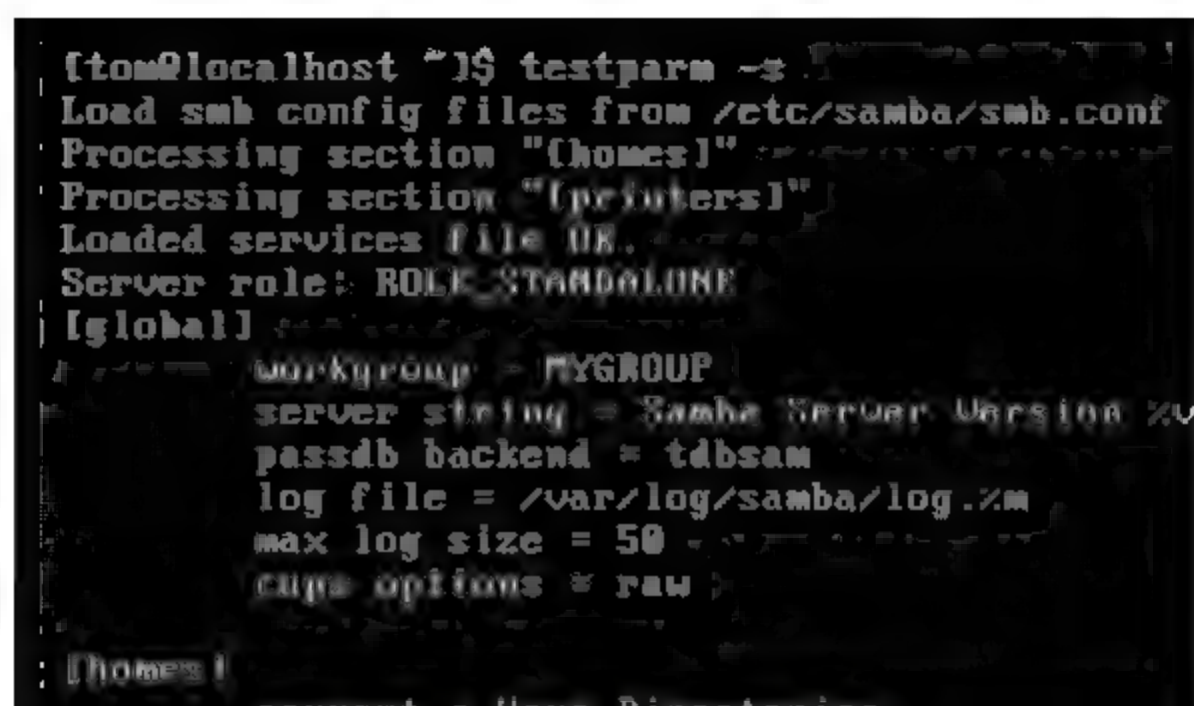 [tom@localhost ~]$ testparm -s
Load smb config files from /etc/samba/smb.conf
Processing section "[homes]"
Processing section "[printers]"
Loaded services file OK.
Server role: ROLE_STANDALONE
[global]
workgroup = MYGROUP
server string = Samba Server Version %v
passdb backend = tdbsam
log file = /var/log/samba/log.%m
max log size = 50
cups options = raw
[homes]